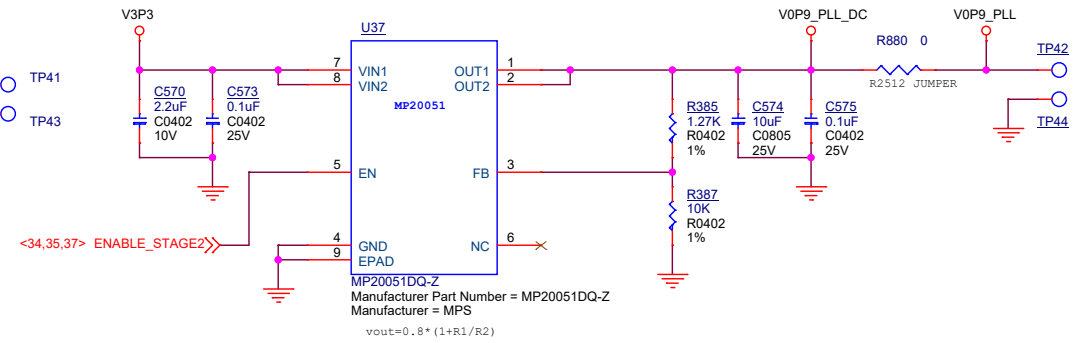 V3P3
U37
V0P9_PLL_DC
V0P9_PLL
R880 0
R2512 JUMPER
TP41
TP43
TP42
TP44
C570
2.2uF
C0402
10V
C573
0.1uF
C0402
25V
7
8
VIN1
VIN2
MP20051
OUT1
OUT2
1
2
R385
1.27K
R0402
1%
C574
10uF
C0805
25V
C575
0.1uF
C0402
25V
5
EN
FB
3
R387
10K
R0402
1%
<34,35,37> ENABLE_STAGE2
4
9
GND
EPAD
NC
6
MP20051DQ-Z
Manufacturer Part Number = MP20051DQ-Z
Manufacturer = MPS
vout=0.8*(1+R1/R2)